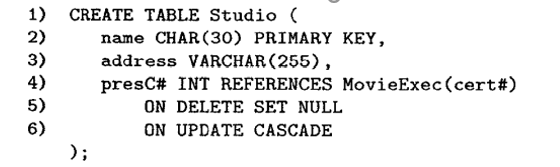 1) CREATE TABLE Studio (
2) name CHAR(30) PRIMARY KEY,
3) address VARCHAR(255),
4) presC# INT REFERENCES MovieExec(cert#)
5) ON DELETE SET NULL
6) ON UPDATE CASCADE
);